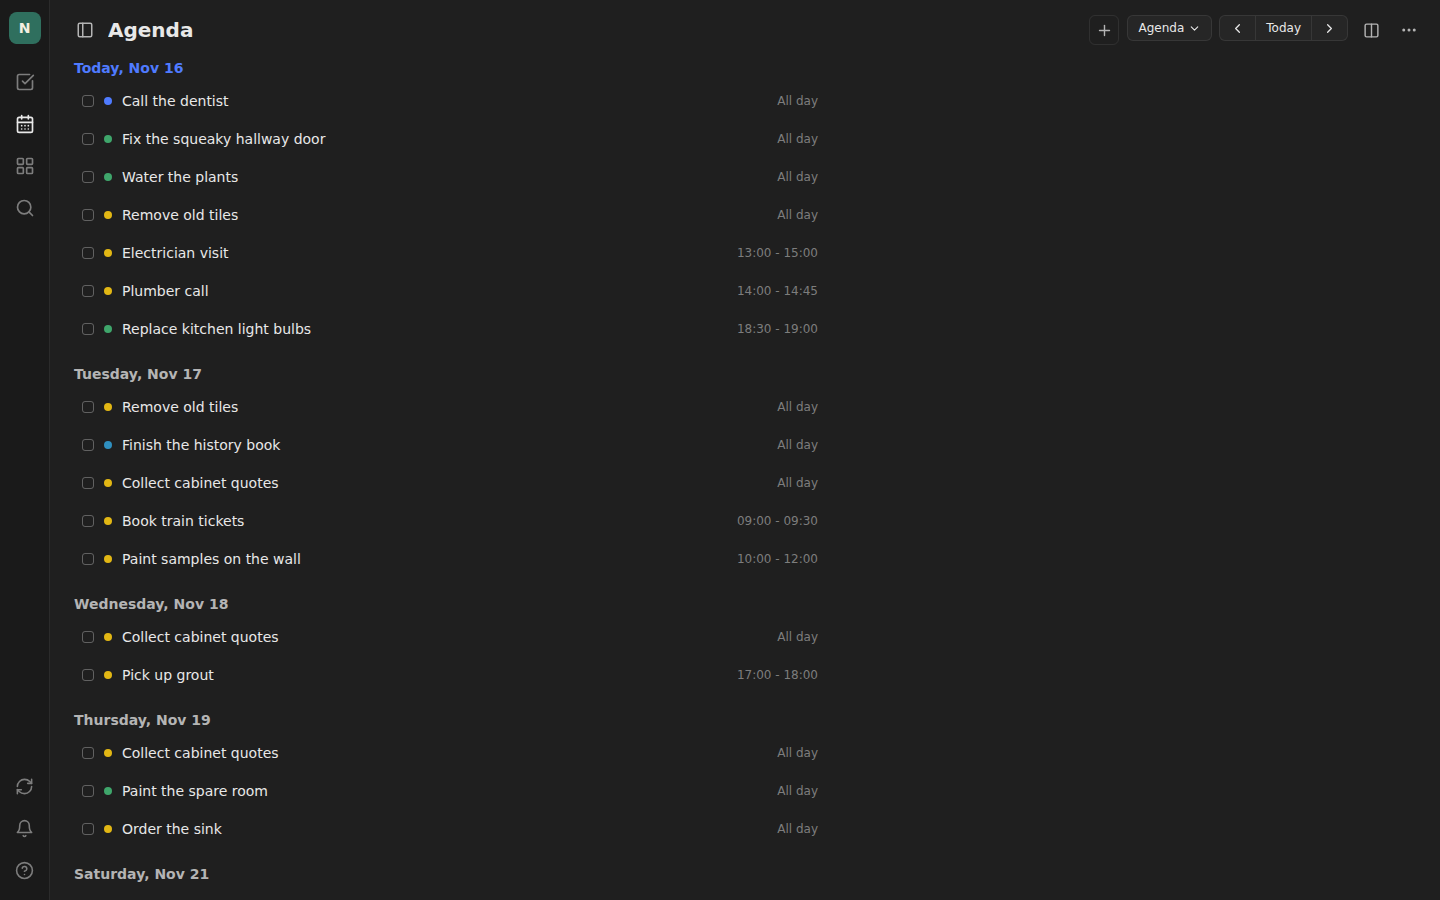 N
Agenda
Agenda
Today
Today, Nov 16
Call the dentist All day
Fix the squeaky hallway door All day
Water the plants All day
Remove old tiles All day
Electrician visit 13:00 - 15:00
Plumber call 14:00 - 14:45
Replace kitchen light bulbs 18:30 - 19:00
Tuesday, Nov 17
Remove old tiles All day
Finish the history book All day
Collect cabinet quotes All day
Book train tickets 09:00 - 09:30
Paint samples on the wall 10:00 - 12:00
Wednesday, Nov 18
Collect cabinet quotes All day
Pick up grout 17:00 - 18:00
Thursday, Nov 19
Collect cabinet quotes All day
Paint the spare room All day
Order the sink All day
Saturday, Nov 21